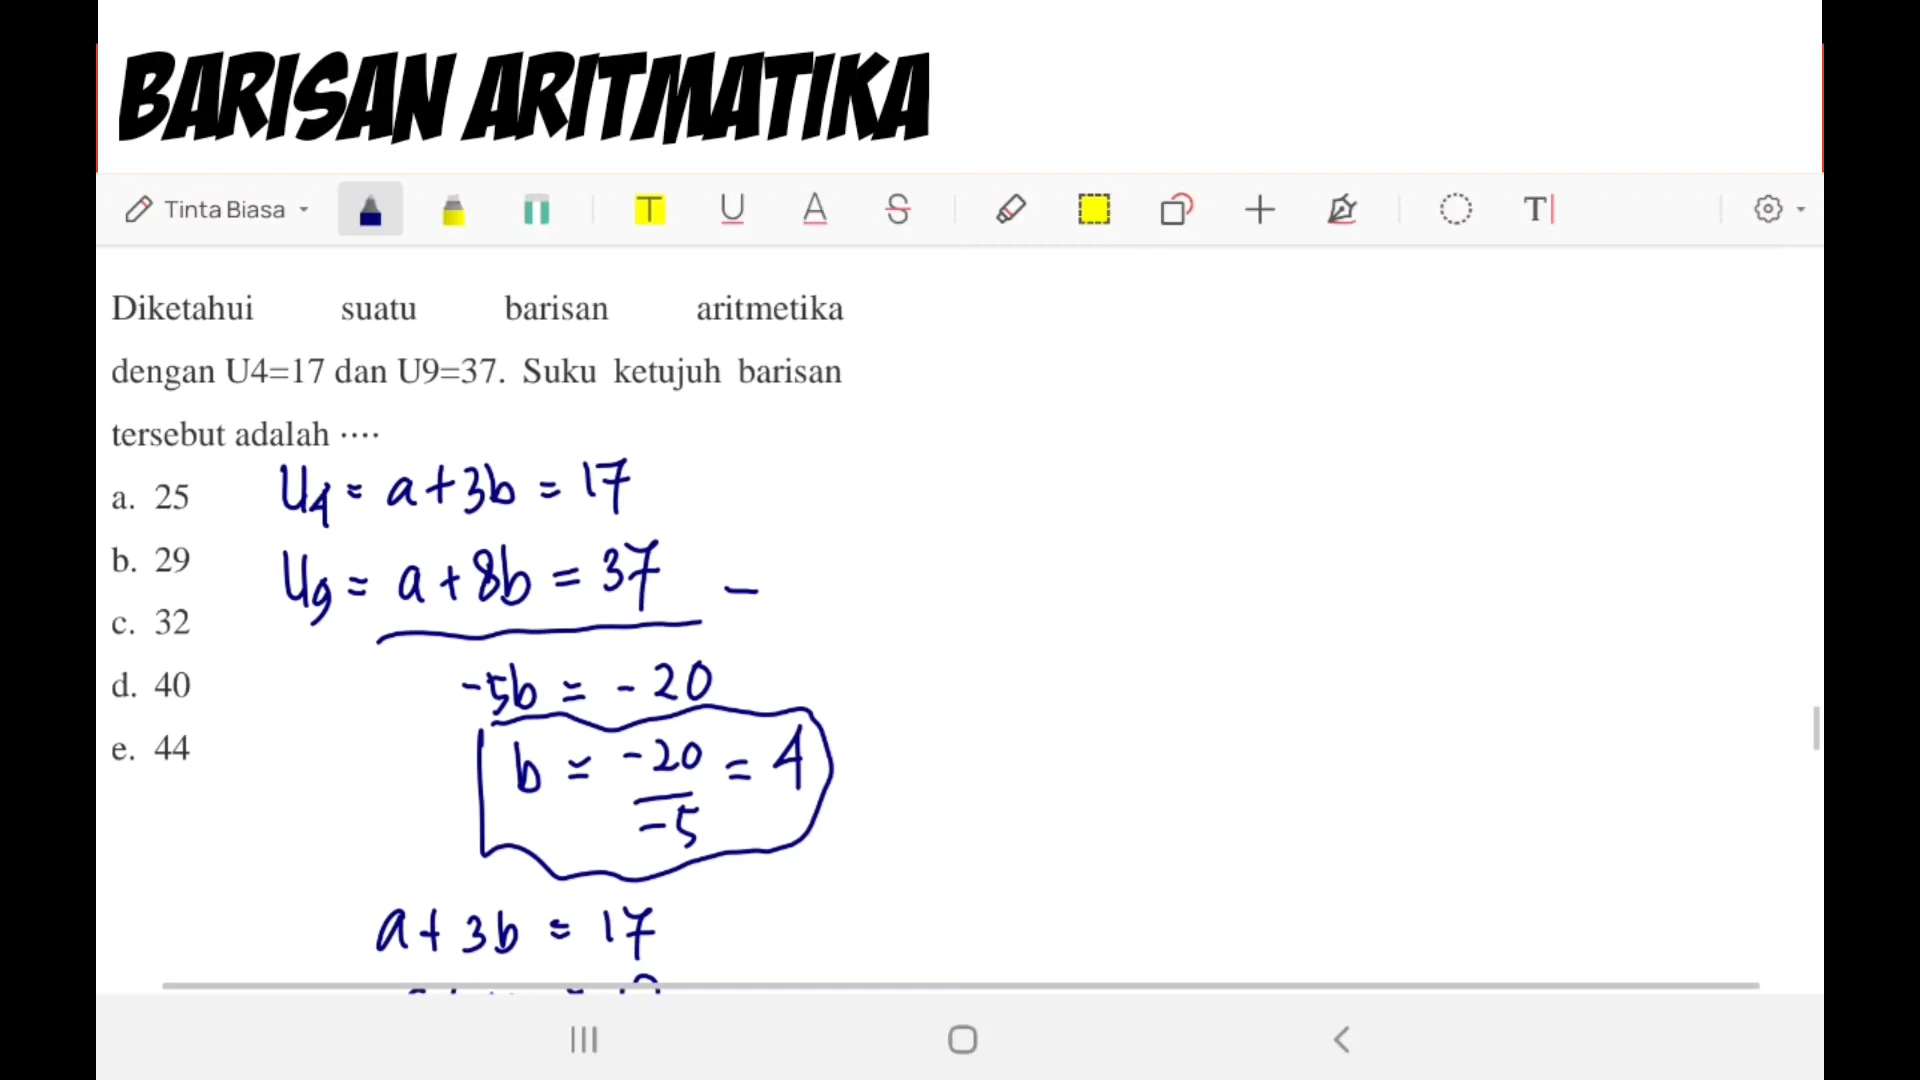 BARISAN ARITMATIKA
Tinta Biasa
Diketahui suatu barisan aritmetika
dengan U4=17 dan U9=37. Suku ketujuh barisan
tersebut adalah ....
a. 25
b. 29
c. 32
d. 40
e. 44
U4 = a + 3b = 17
U9 = a + 8b = 37 -
-5b = -20
b = -20/-5 = 4
a + 3b = 17